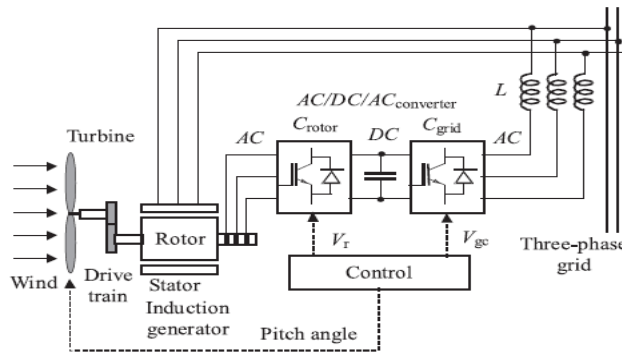 L
AC/DC/ACconverter
Turbine
AC
Crotor
DC
Cgrid
AC
Rotor
Vr
Vgc
Three-phase
grid
Control
Wind
Drive
train
Stator
Induction
generator
Pitch angle